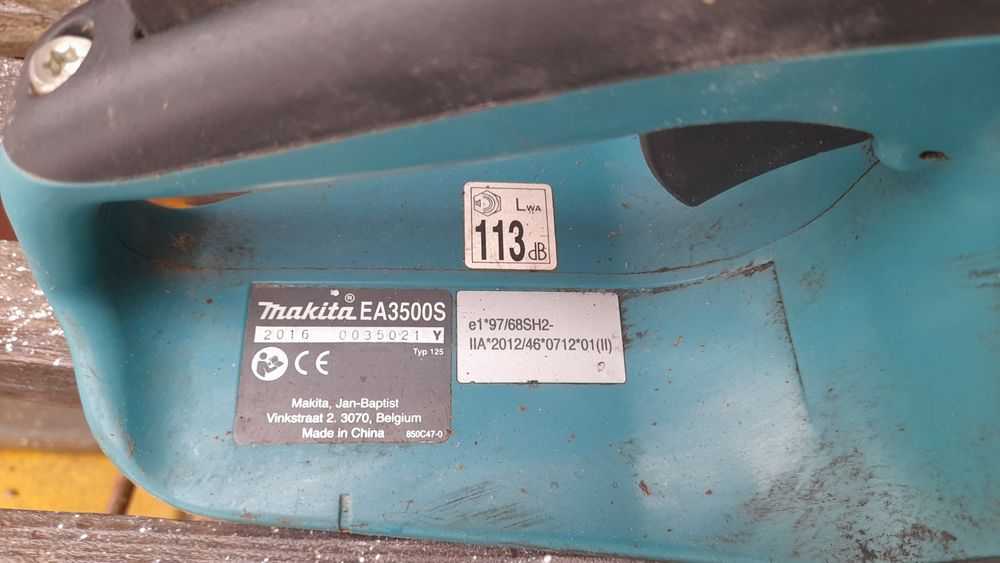 LWA
113 dB
makita® EA3500S
2016 0035021 Y
Typ 125
CE
Makita, Jan-Baptist
Vinkstraat 2. 3070, Belgium
Made in China 850C47-0
e1*97/68SH2-
IIA*2012/46*0712*01(II)